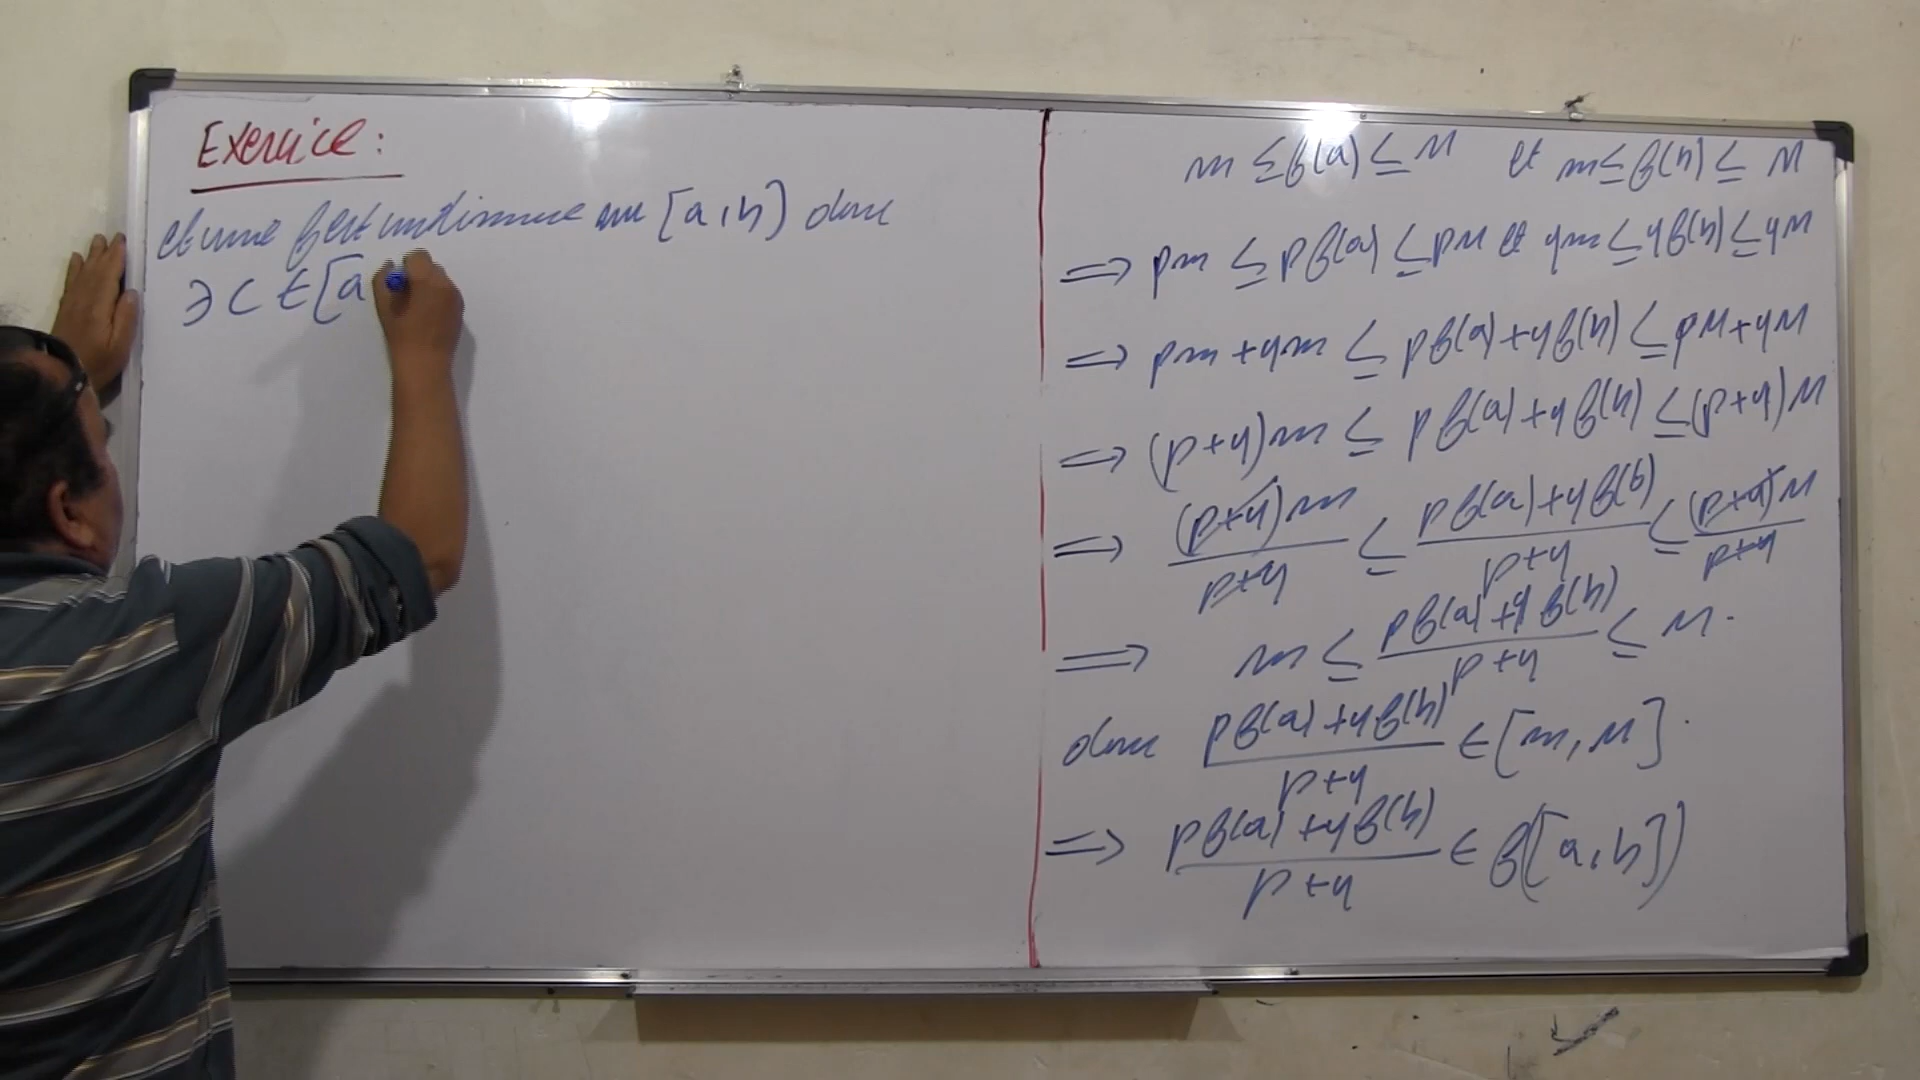 Exercice:
et comme f est continue sur [a,b] donc
∃ c ∈ [a
m ≤ f(a) ≤ M et m ≤ f(b) ≤ M
⇒ pm ≤ pf(a) ≤ pM et qm ≤ qf(b) ≤ qM
⇒ pm+qm ≤ pf(a)+qf(b) ≤ pM+qM
⇒ (p+q)m ≤ pf(a)+qf(b) ≤ (p+q)M
⇒ (p+q)m/p+q ≤ pf(a)+qf(b)/p+q ≤ (p+q)M/p+q
⇒ m ≤ pf(a)+qf(b)/p+q ≤ M.
donc pf(a)+qf(b)/p+q ∈ [m,M].
⇒ pf(a)+qf(b)/p+q ∈ f([a,b])